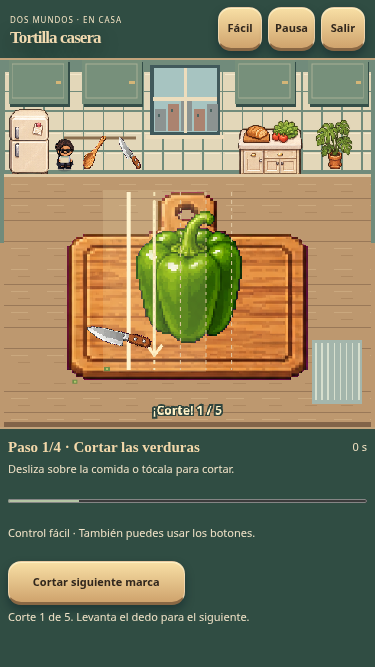 DOS MUNDOS · EN CASA
Tortilla casera
Fácil
Pausa
Salir
¡Corte! 1 / 5
Paso 1/4 · Cortar las verduras
0 s
Desliza sobre la comida o tócala para cortar.
Control fácil · También puedes usar los botones.
Cortar siguiente marca
Corte 1 de 5. Levanta el dedo para el siguiente.